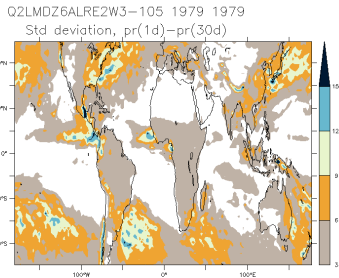 Q2LMDZ6ALRE2W3-105 1979 1979
Std deviation, pr(1d)-pr(30d)
15
12
9
6
3
0°
100°W 0° 100°E